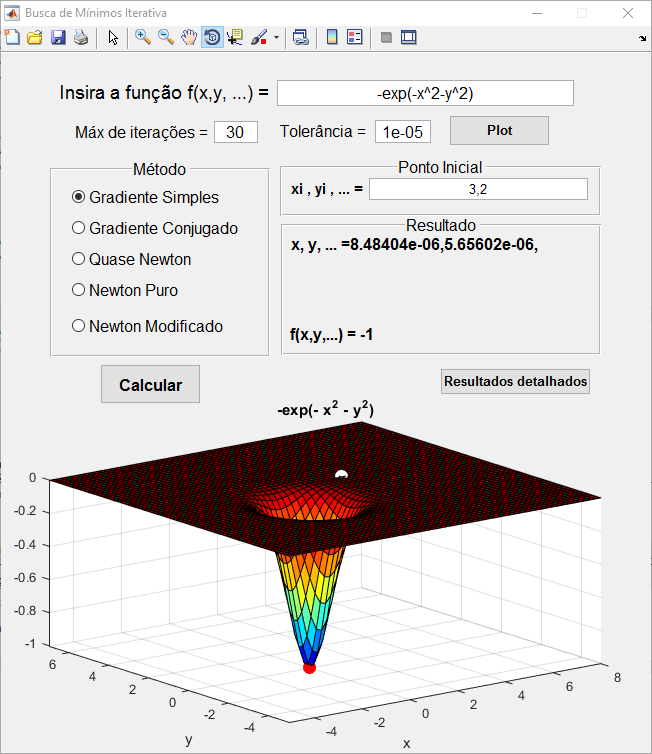 Busca de Mínimos Iterativa
Insira a função f(x,y, ...) = -exp(-x^2-y^2)
Máx de iterações = 30 Tolerância = 1e-05 Plot
Método
Gradiente Simples
Gradiente Conjugado
Quase Newton
Newton Puro
Newton Modificado
Ponto Inicial
xi , yi , ... = 3,2
Resultado
x, y, ... =8.48404e-06,5.65602e-06,
f(x,y,...) = -1
Calcular
Resultados detalhados
-exp(- x² - y²)
0
-0.2
-0.4
-0.6
-0.8
-1
6 4 2 0 -2 -4
y
-4 -2 0 2 4 6 8
x